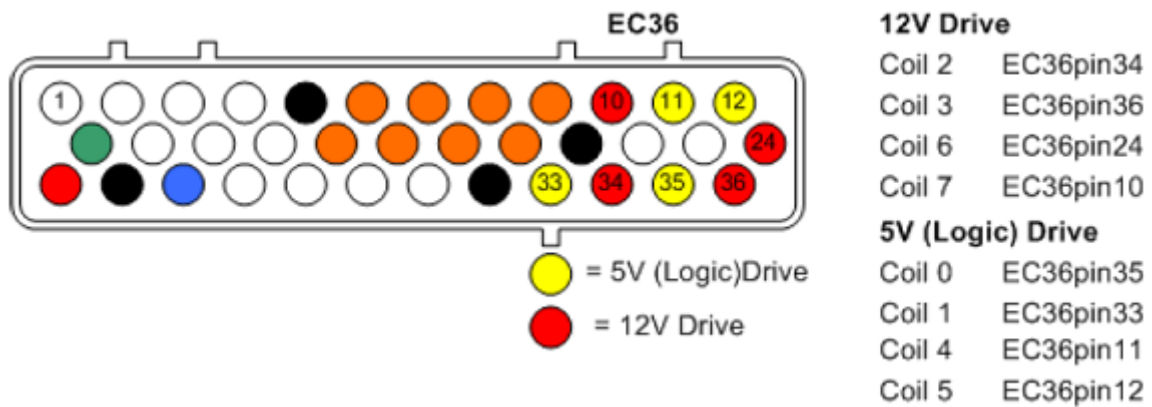 EC36
1
10
11
12
24
33
34
35
36
= 5V (Logic)Drive
= 12V Drive
12V Drive
Coil 2 EC36pin34
Coil 3 EC36pin36
Coil 6 EC36pin24
Coil 7 EC36pin10
5V (Logic) Drive
Coil 0 EC36pin35
Coil 1 EC36pin33
Coil 4 EC36pin11
Coil 5 EC36pin12